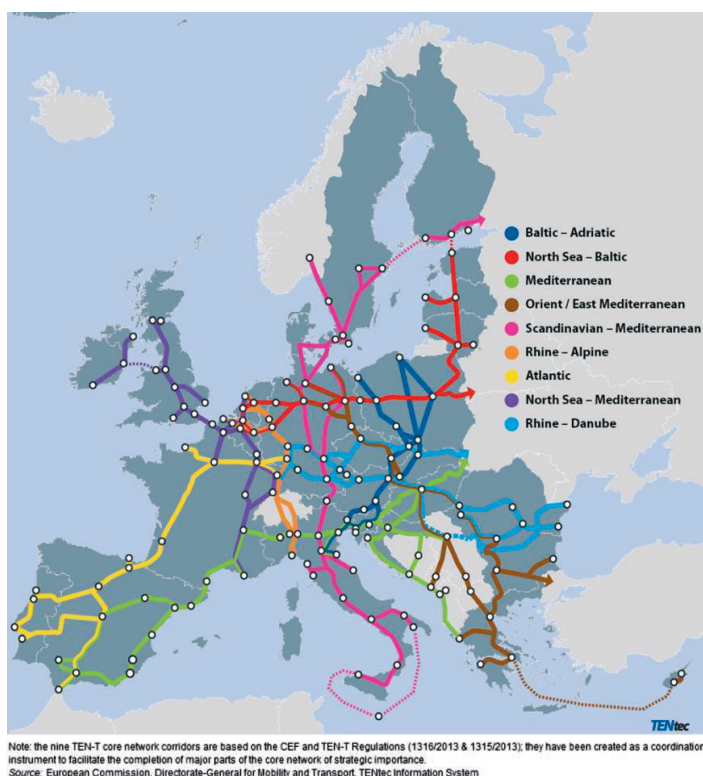 Baltic – Adriatic
North Sea – Baltic
Mediterranean
Orient / East Mediterranean
Scandinavian – Mediterranean
Rhine – Alpine
Atlantic
North Sea – Mediterranean
Rhine – Danube
TENtec
Note: the nine TEN-T core network corridors are based on the CEF and TEN-T Regulations (1316/2013 & 1315/2013); they have been created as a coordination
instrument to facilitate the completion of major parts of the core network of strategic importance.
Source: European Commission, Directorate-General for Mobility and Transport, TENtec Information System